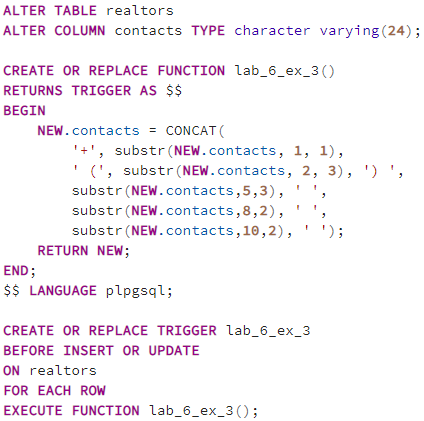 ALTER TABLE realtors
ALTER COLUMN contacts TYPE character varying(24);
CREATE OR REPLACE FUNCTION lab_6_ex_3()
RETURNS TRIGGER AS $$
BEGIN
NEW.contacts = CONCAT(
'+', substr(NEW.contacts, 1, 1),
' (', substr(NEW.contacts, 2, 3), ') ',
substr(NEW.contacts,5,3), ' ',
substr(NEW.contacts,8,2), ' ',
substr(NEW.contacts,10,2), ' ');
RETURN NEW;
END;
$$ LANGUAGE plpgsql;
CREATE OR REPLACE TRIGGER lab_6_ex_3
BEFORE INSERT OR UPDATE
ON realtors
FOR EACH ROW
EXECUTE FUNCTION lab_6_ex_3();